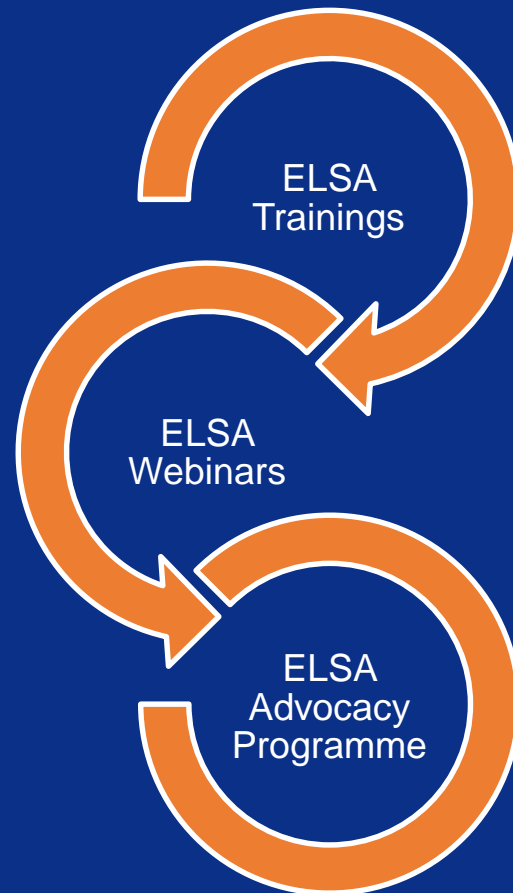 ELSA
Trainings
ELSA
Webinars
ELSA
Advocacy
Programme